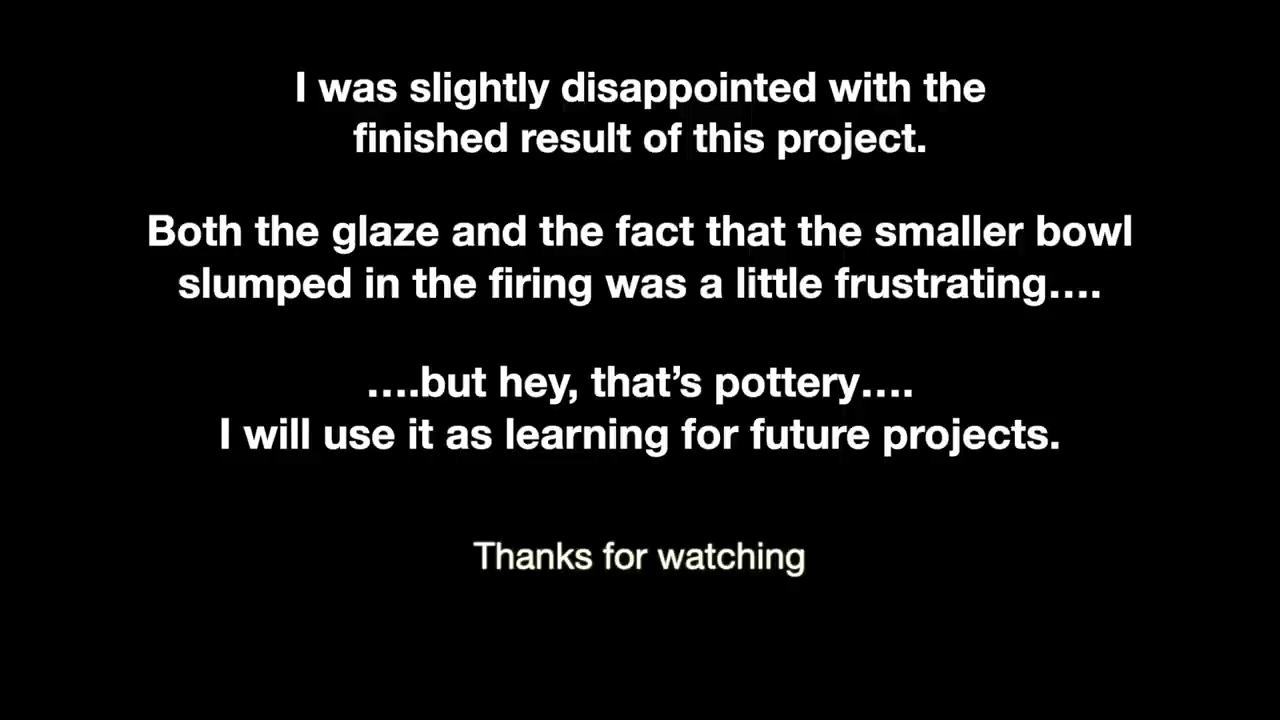 I was slightly disappointed with the
finished result of this project.
Both the glaze and the fact that the smaller bowl
slumped in the firing was a little frustrating….
….but hey, that’s pottery….
I will use it as learning for future projects.
Thanks for watching